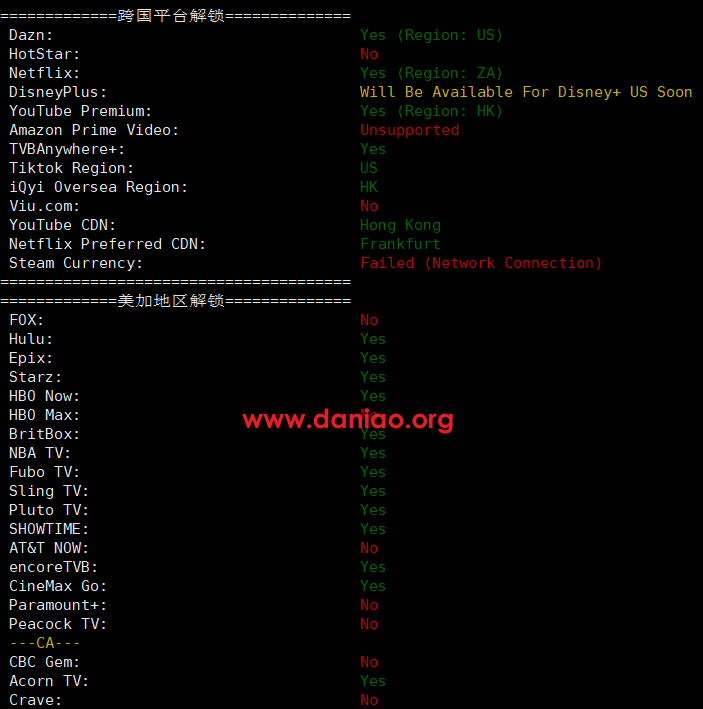 =============跨国平台解锁==============
Dazn: Yes (Region: US)
HotStar: No
Netflix: Yes (Region: ZA)
DisneyPlus: Will Be Available For Disney+ US Soon
YouTube Premium: Yes (Region: HK)
Amazon Prime Video: Unsupported
TVBAnywhere+: Yes
Tiktok Region: US
iQyi Oversea Region: HK
Viu.com: No
YouTube CDN: Hong Kong
Netflix Preferred CDN: Frankfurt
Steam Currency: Failed (Network Connection)
=======================================
=============美加地区解锁==============
FOX: No
Hulu: Yes
Epix: Yes
Starz: Yes
HBO Now: Yes
HBO Max: No
www.daniao.org
BritBox: Yes
NBA TV: Yes
Fubo TV: Yes
Sling TV: Yes
Pluto TV: Yes
SHOWTIME: Yes
AT&T NOW: No
encoreTVB: Yes
CineMax Go: Yes
Paramount+: No
Peacock TV: No
---CA---
CBC Gem: No
Acorn TV: Yes
Crave: No